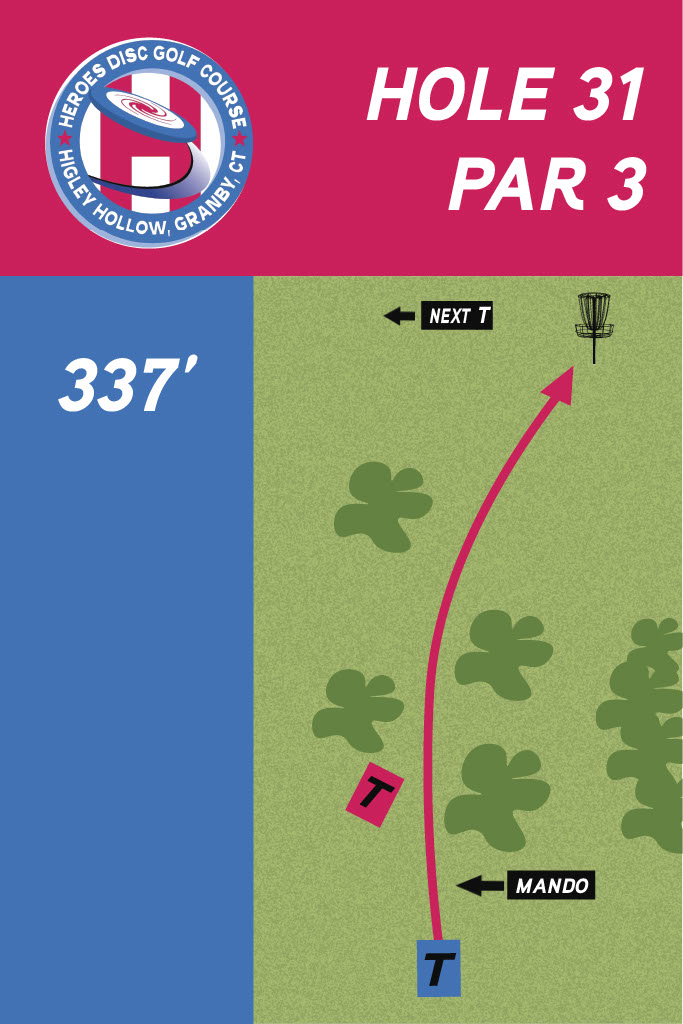 HEROES DISC GOLF COURSE
HIGLEY HOLLOW, GRANBY, CT
HOLE 31
PAR 3
337'
NEXT T
T
MANDO
T